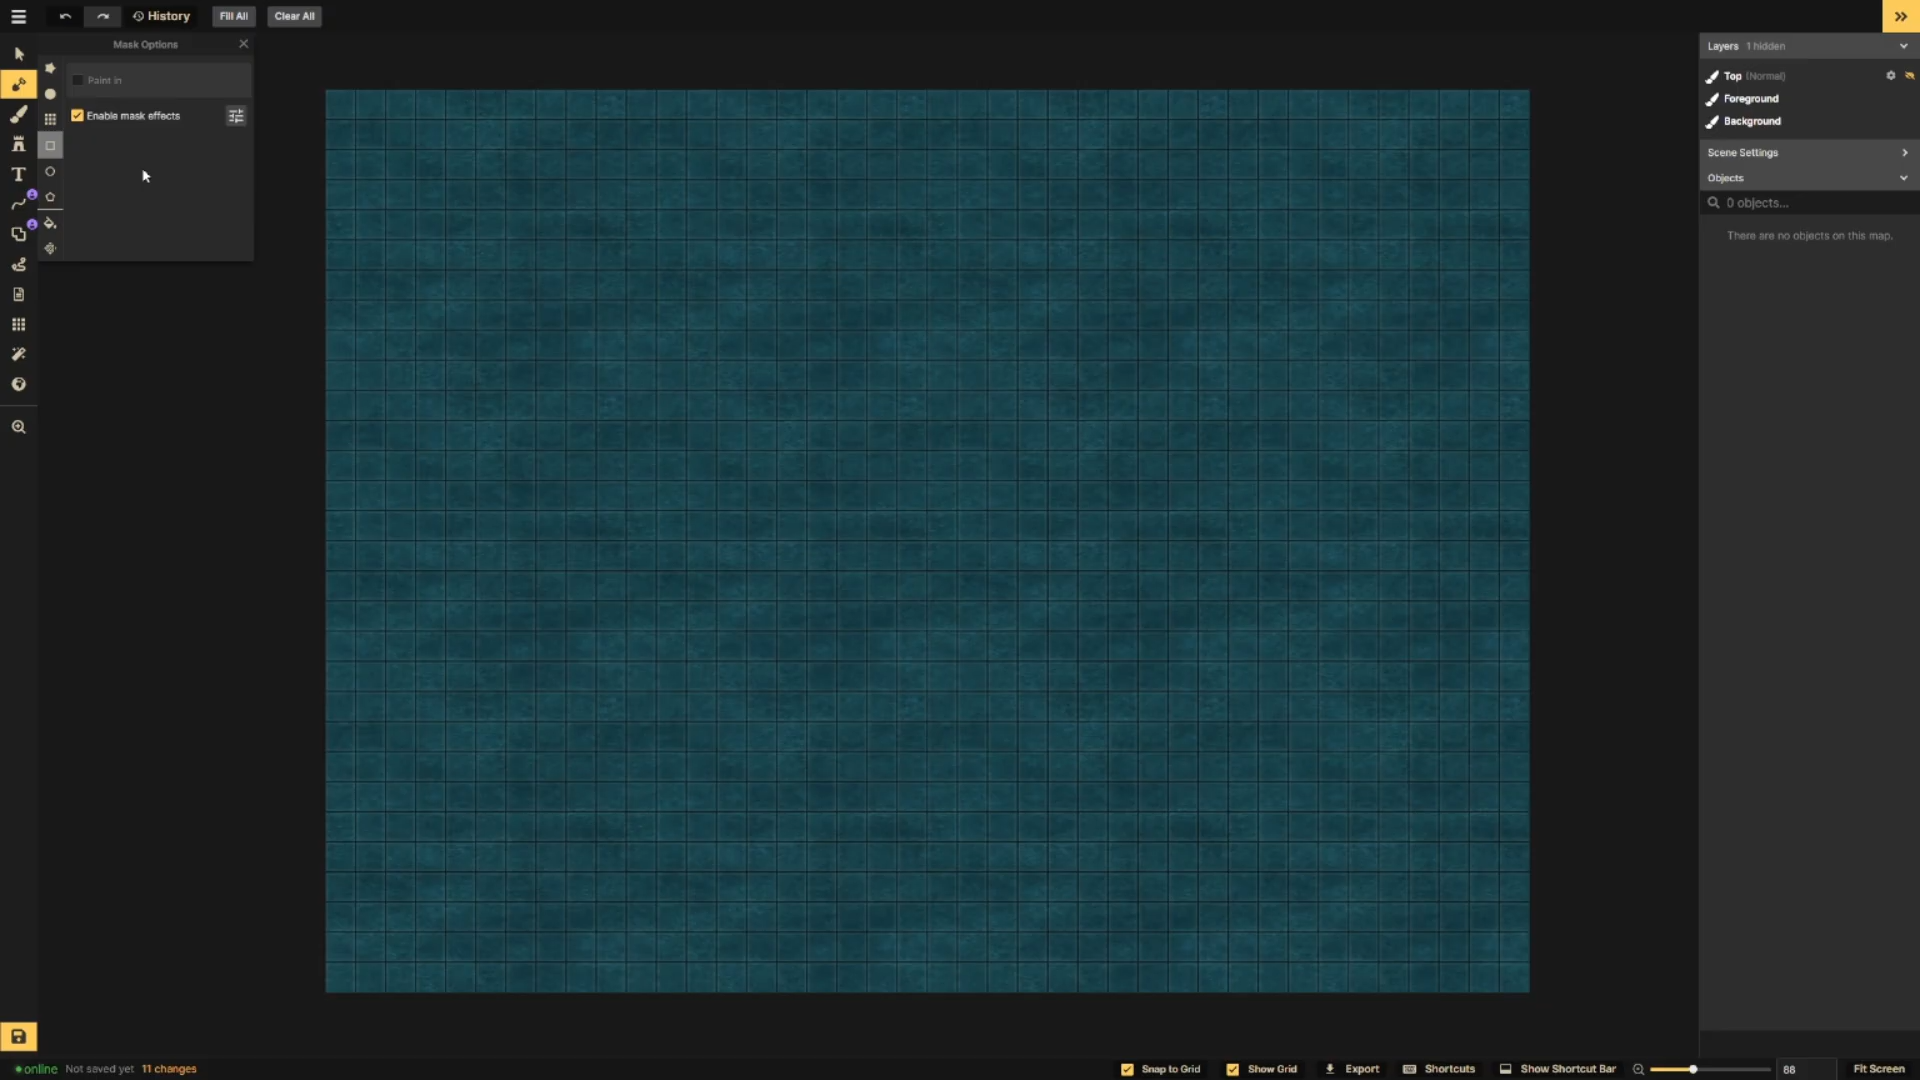 History
Fill All
Clear All
Mask Options
Paint in
Enable mask effects
Layers 1 hidden
Top (Normal)
Foreground
Background
Scene Settings
Objects
0 objects...
There are no objects on this map.
T
online Not saved yet 11 changes
Snap to Grid
Show Grid
Export
Shortcuts
Show Shortcut Bar
88
Fit Screen